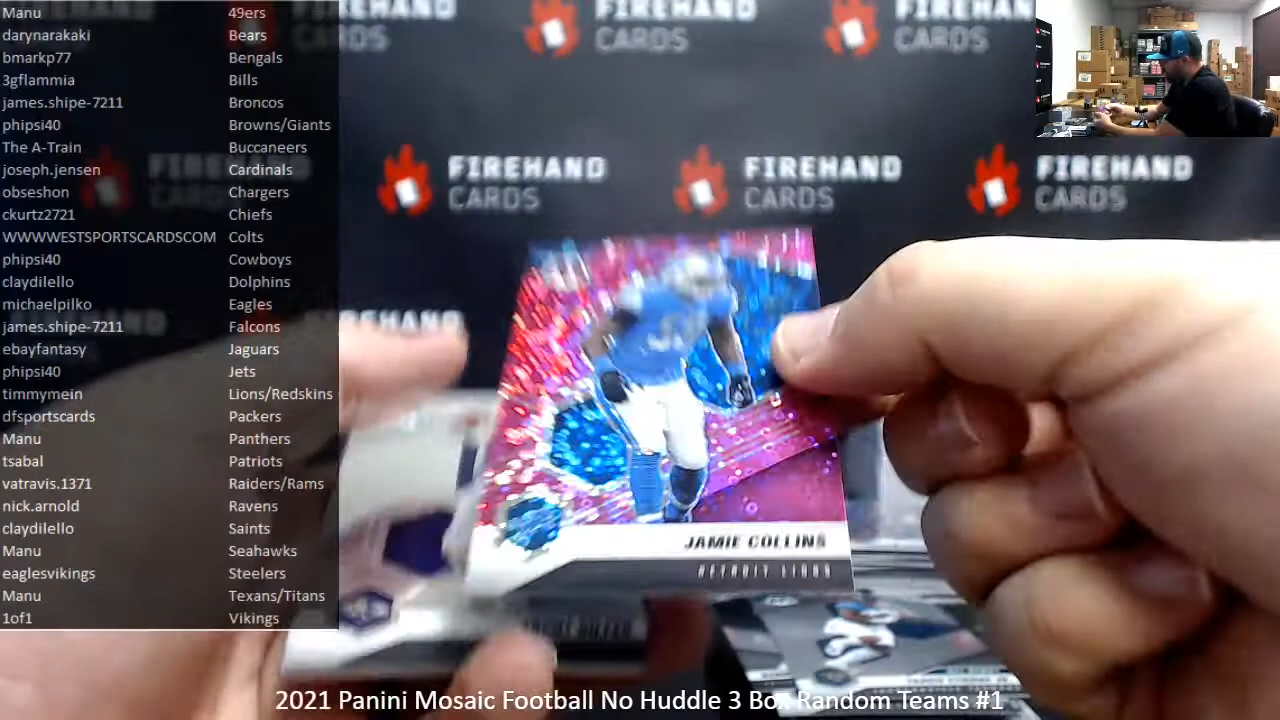 Manu 49ers
darynarakaki Bears
bmarkp77 Bengals
3gflammia Bills
james.shipe-7211 Broncos
phipsi40 Browns/Giants
The A-Train Buccaneers
joseph.jensen Cardinals
obseshon Chargers
ckurtz2721 Chiefs
WWWWESTSPORTSCARDSCOM Colts
phipsi40 Cowboys
claydilello Dolphins
michaelpilko Eagles
james.shipe-7211 Falcons
ebayfantasy Jaguars
phipsi40 Jets
timmymein Lions/Redskins
dfsportscards Packers
Manu Panthers
tsabal Patriots
vatravis.1371 Raiders/Rams
nick.arnold Ravens
claydilello Saints
Manu Seahawks
eaglesvikings Steelers
Manu Texans/Titans
1of1 Vikings
FIREHAND
CARDS
FIREHAND
CARDS
FIREHAND
CARDS
FIREHAND
CARDS
FIREHAND
CARDS
FIREHAND
CARDS
JAMIE COLLINS
DETROIT LIONS
2021 Panini Mosaic Football No Huddle 3 Box Random Teams #1